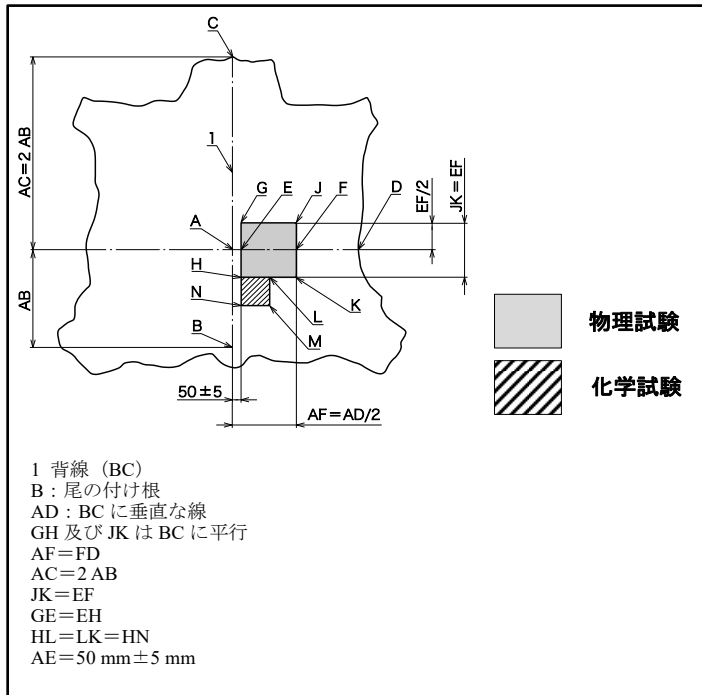 C
AC=2 AB
1
G E J F D
EF/2
JK=EF
A
H
N
L
K
M
AB
B
50±5
AF=AD/2
物理試験
化学試験
1 背線（BC）
B：尾の付け根
AD：BC に垂直な線
GH 及び JK は BC に平行
AF=FD
AC=2 AB
JK=EF
GE=EH
HL=LK=HN
AE=50 mm±5 mm